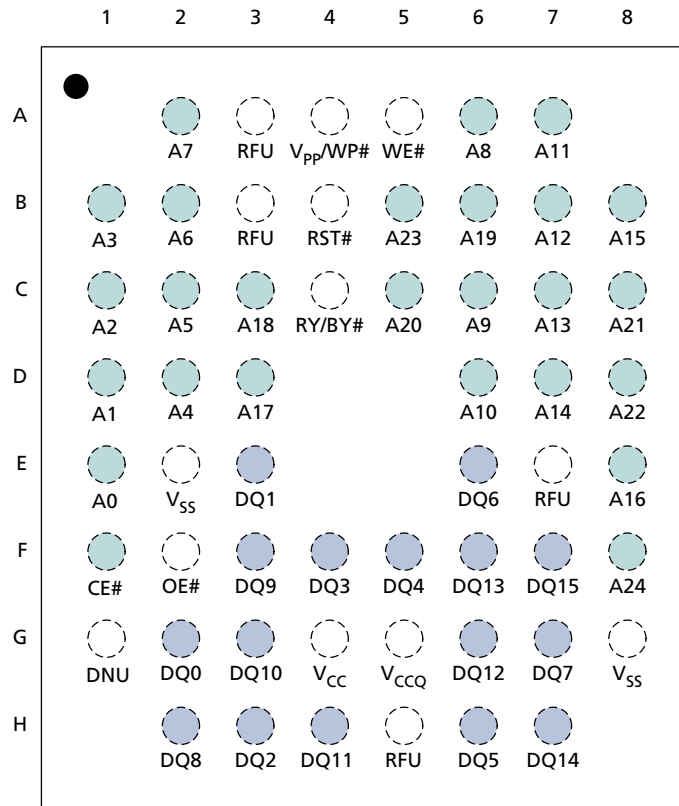 1 2 3 4 5 6 7 8
A
A7 RFU VPP/WP# WE# A8 A11
B
A3 A6 RFU RST# A23 A19 A12 A15
C
A2 A5 A18 RY/BY# A20 A9 A13 A21
D
A1 A4 A17 A10 A14 A22
E
A0 VSS DQ1 DQ6 RFU A16
F
CE# OE# DQ9 DQ3 DQ4 DQ13 DQ15 A24
G
DNU DQ0 DQ10 VCC VCCQ DQ12 DQ7 VSS
H
DQ8 DQ2 DQ11 RFU DQ5 DQ14